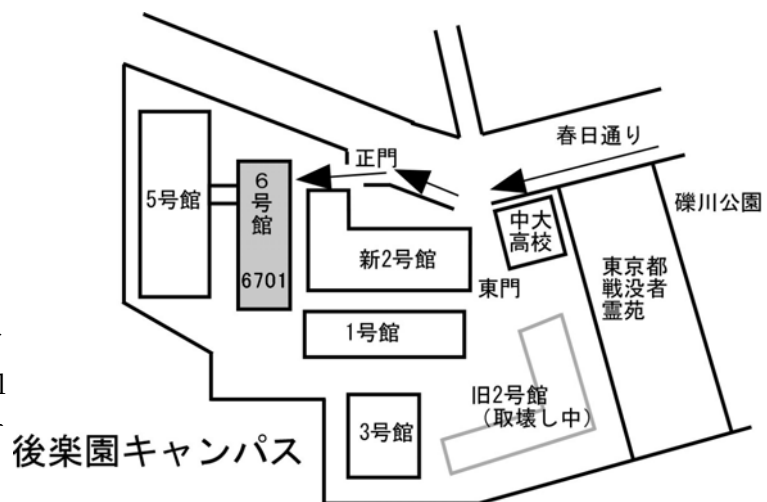 春日通り
正門
礫川公園
5号館
6
号
館
6701
中大
高校
新2号館
東京都
戦没者
霊苑
東門
1号館
旧2号館
（取壊し中）
3号館
後楽園キャンパス